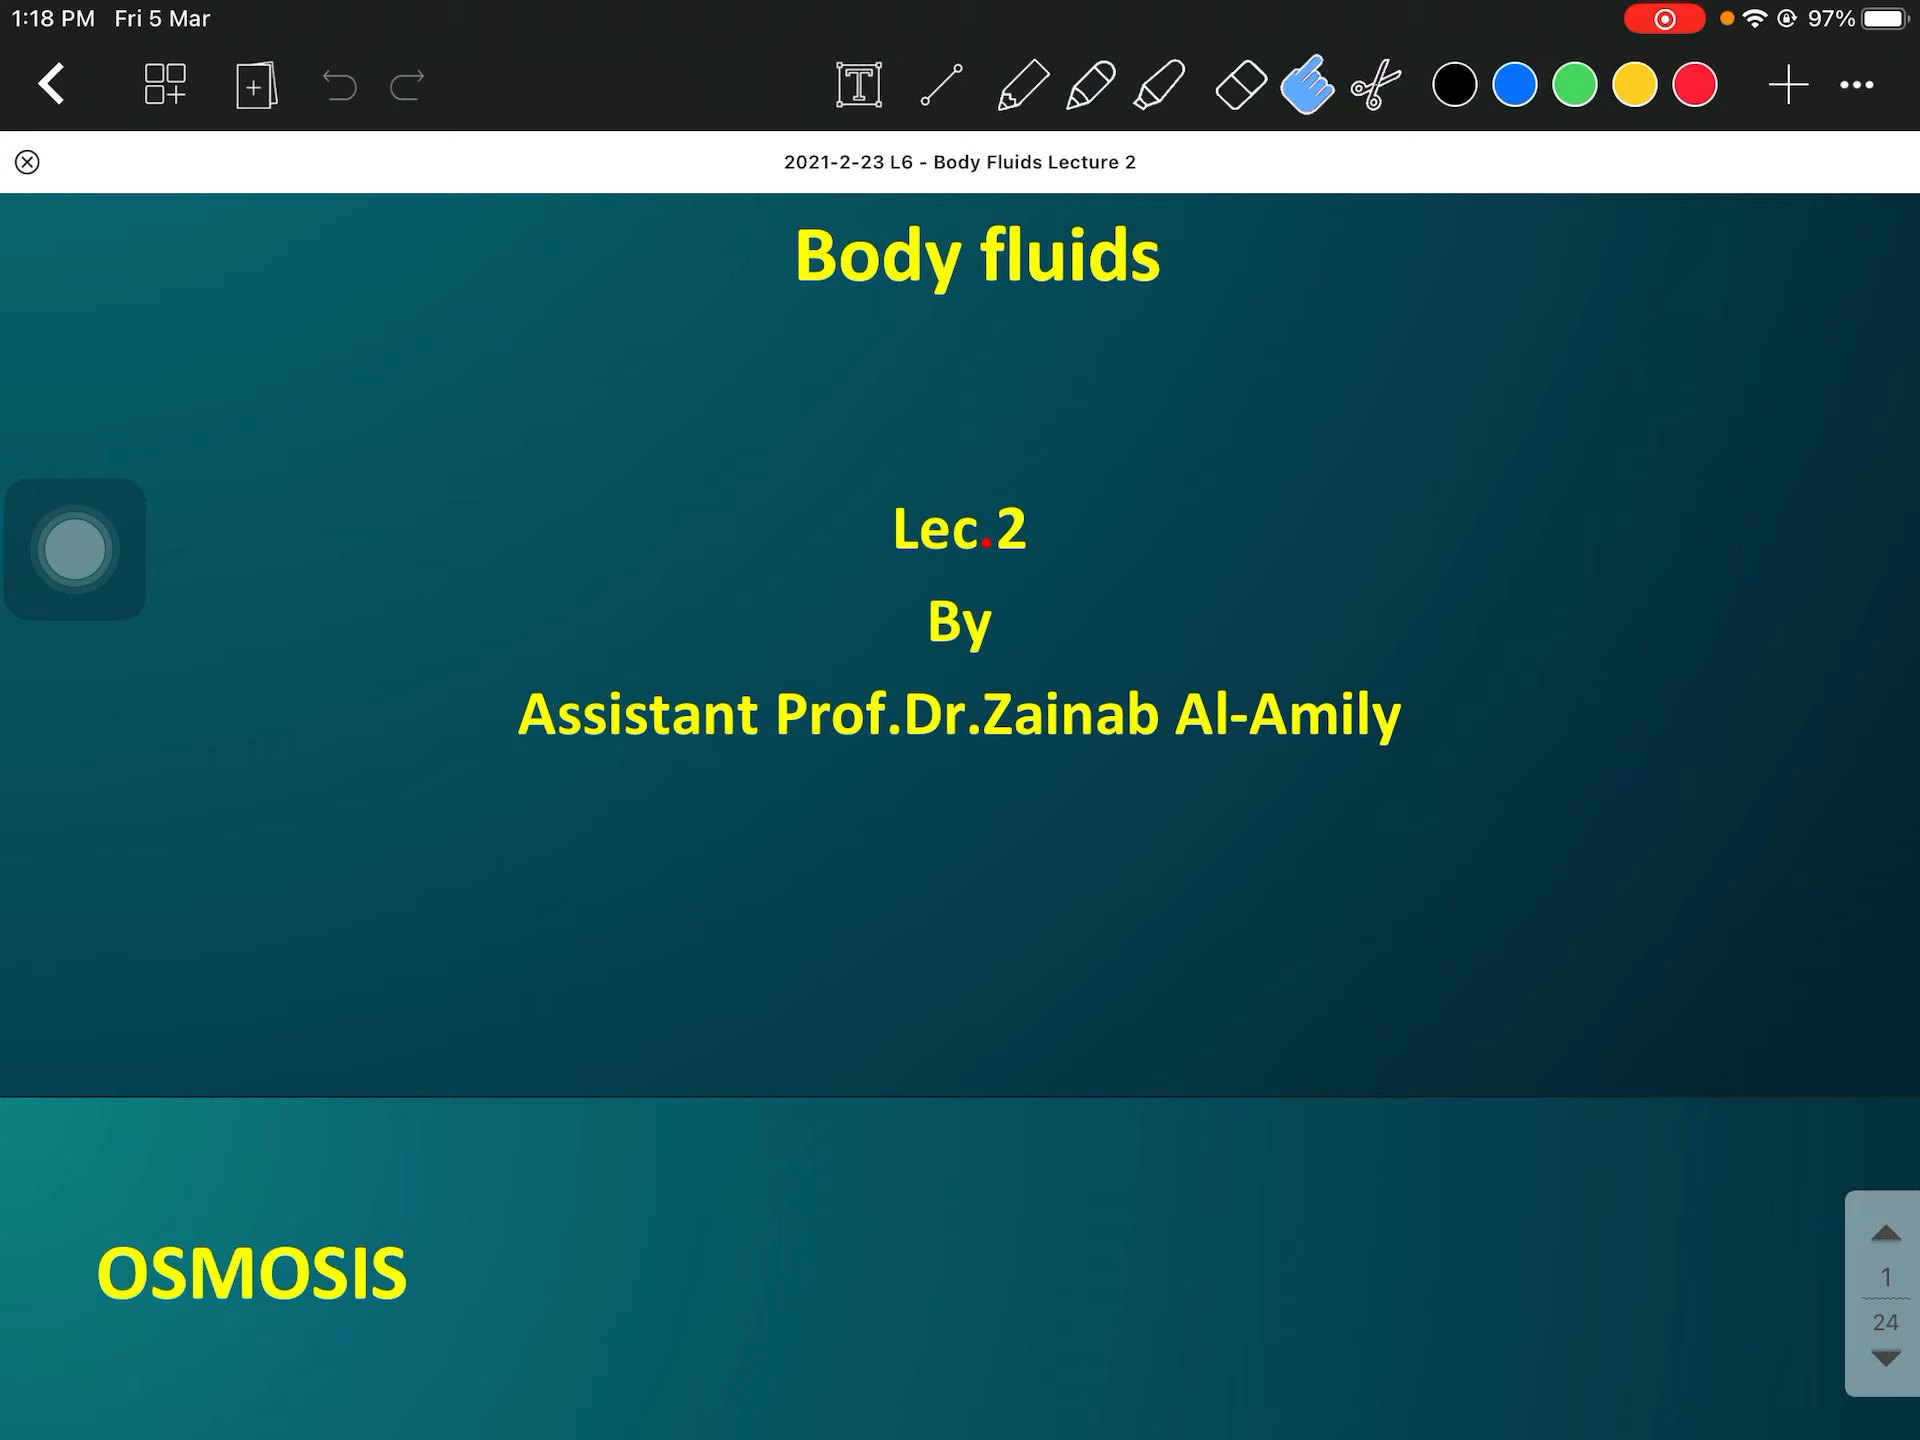 1:18 PM Fri 5 Mar
97%
T
2021-2-23 L6 - Body Fluids Lecture 2
Body fluids
Lec.2
By
Assistant Prof.Dr.Zainab Al-Amily
OSMOSIS
1
24